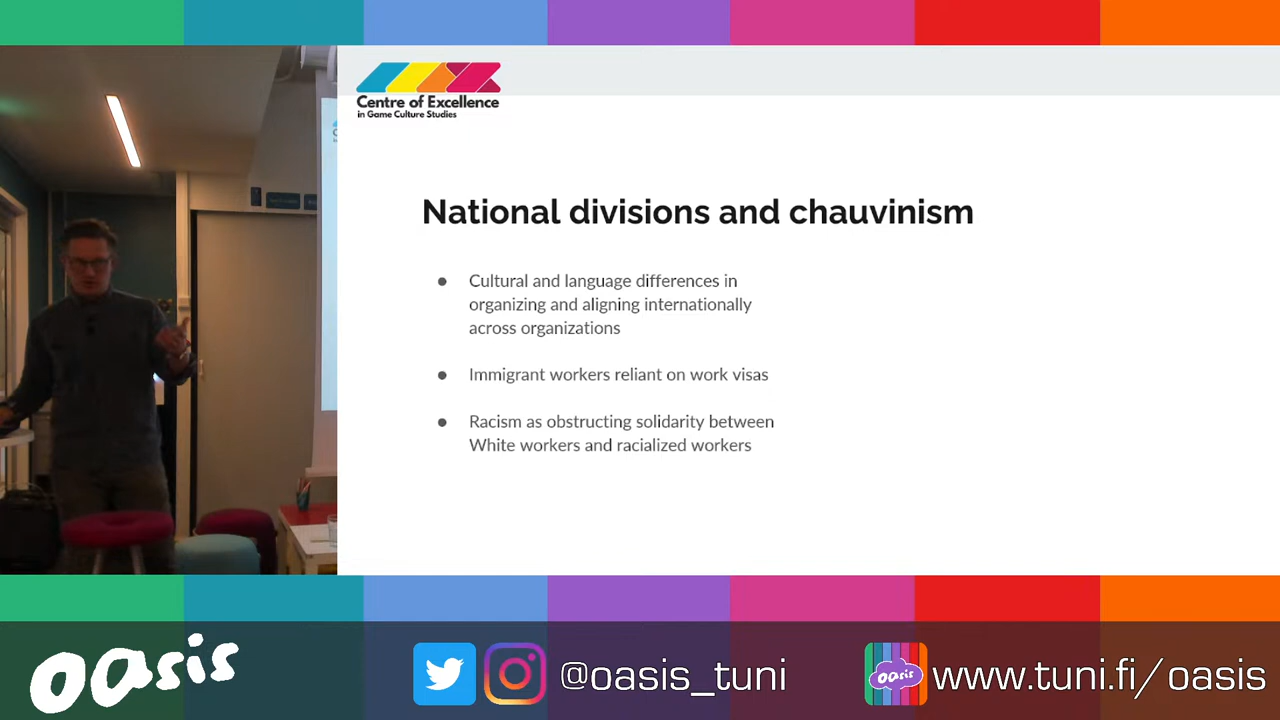 Centre of Excellence
in Game Culture Studies
National divisions and chauvinism
● Cultural and language differences in
organizing and aligning internationally
across organizations
● Immigrant workers reliant on work visas
● Racism as obstructing solidarity between
White workers and racialized workers
oasis
@oasis_tuni
oasis
www.tuni.fi/oasis